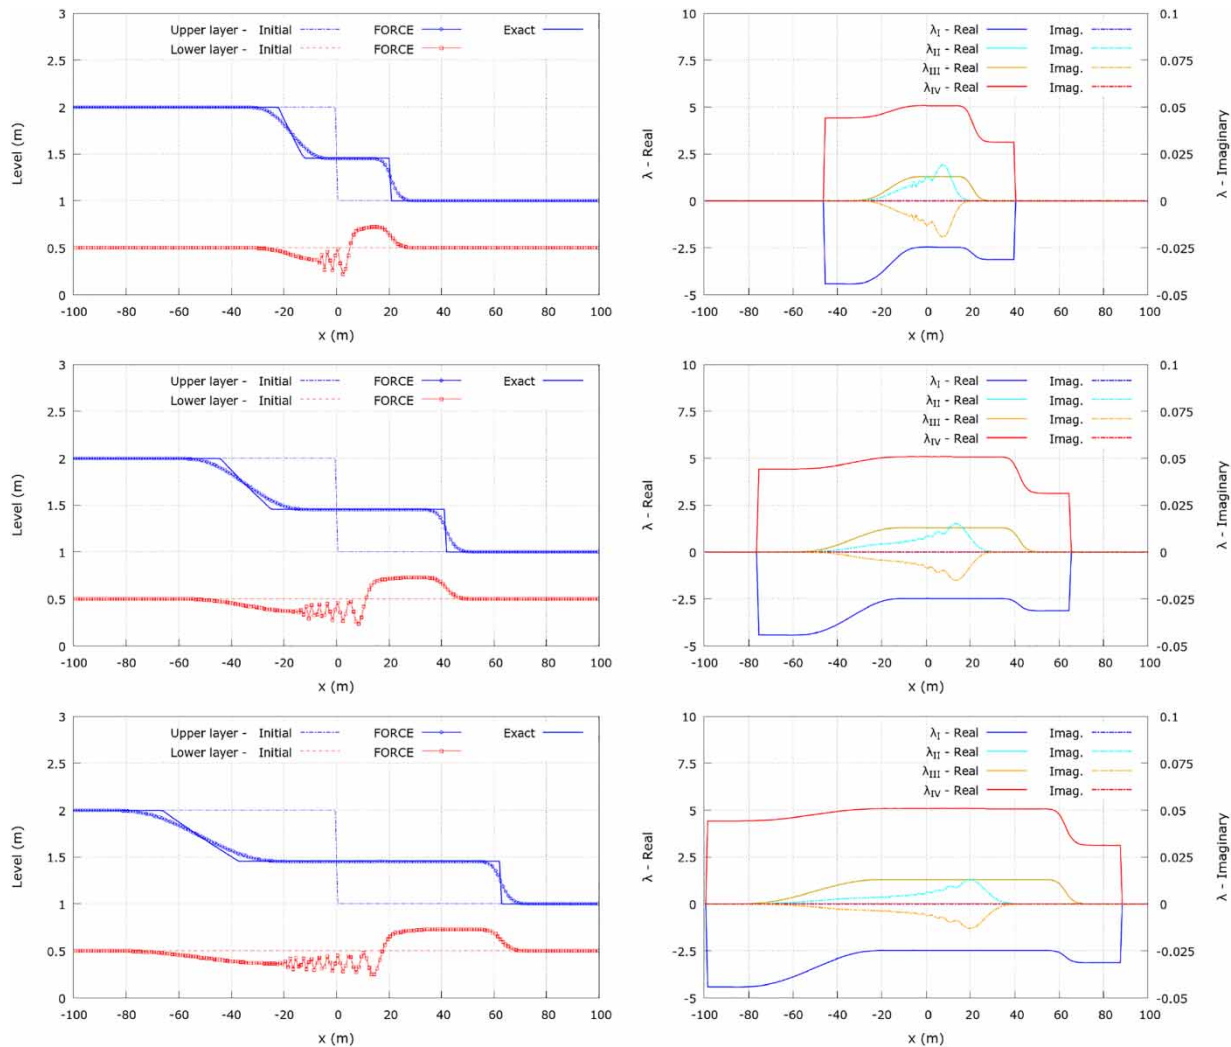 3
2.5
2
1.5
1
0.5
0
Level (m)
Upper layer - Initial FORCE Exact
Lower layer - Initial FORCE
-100 -80 -60 -40 -20 0 20 40 60 80 100
x (m)
10
7.5
5
2.5
0
-2.5
-5
λ - Real
λI - Real Imag.
λII - Real Imag.
λIII - Real Imag.
λIV - Real Imag.
0.1
0.075
0.05
0.025
0
-0.025
-0.05
λ - Imaginary
-100 -80 -60 -40 -20 0 20 40 60 80 100
x (m)
3
2.5
2
1.5
1
0.5
0
Level (m)
Upper layer - Initial FORCE Exact
Lower layer - Initial FORCE
-100 -80 -60 -40 -20 0 20 40 60 80 100
x (m)
10
7.5
5
2.5
0
-2.5
-5
λ - Real
λI - Real Imag.
λII - Real Imag.
λIII - Real Imag.
λIV - Real Imag.
0.1
0.075
0.05
0.025
0
-0.025
-0.05
λ - Imaginary
-100 -80 -60 -40 -20 0 20 40 60 80 100
x (m)
3
2.5
2
1.5
1
0.5
0
Level (m)
Upper layer - Initial FORCE Exact
Lower layer - Initial FORCE
-100 -80 -60 -40 -20 0 20 40 60 80 100
x (m)
10
7.5
5
2.5
0
-2.5
-5
λ - Real
λI - Real Imag.
λII - Real Imag.
λIII - Real Imag.
λIV - Real Imag.
0.1
0.075
0.05
0.025
0
-0.025
-0.05
λ - Imaginary
-100 -80 -60 -40 -20 0 20 40 60 80 100
x (m)